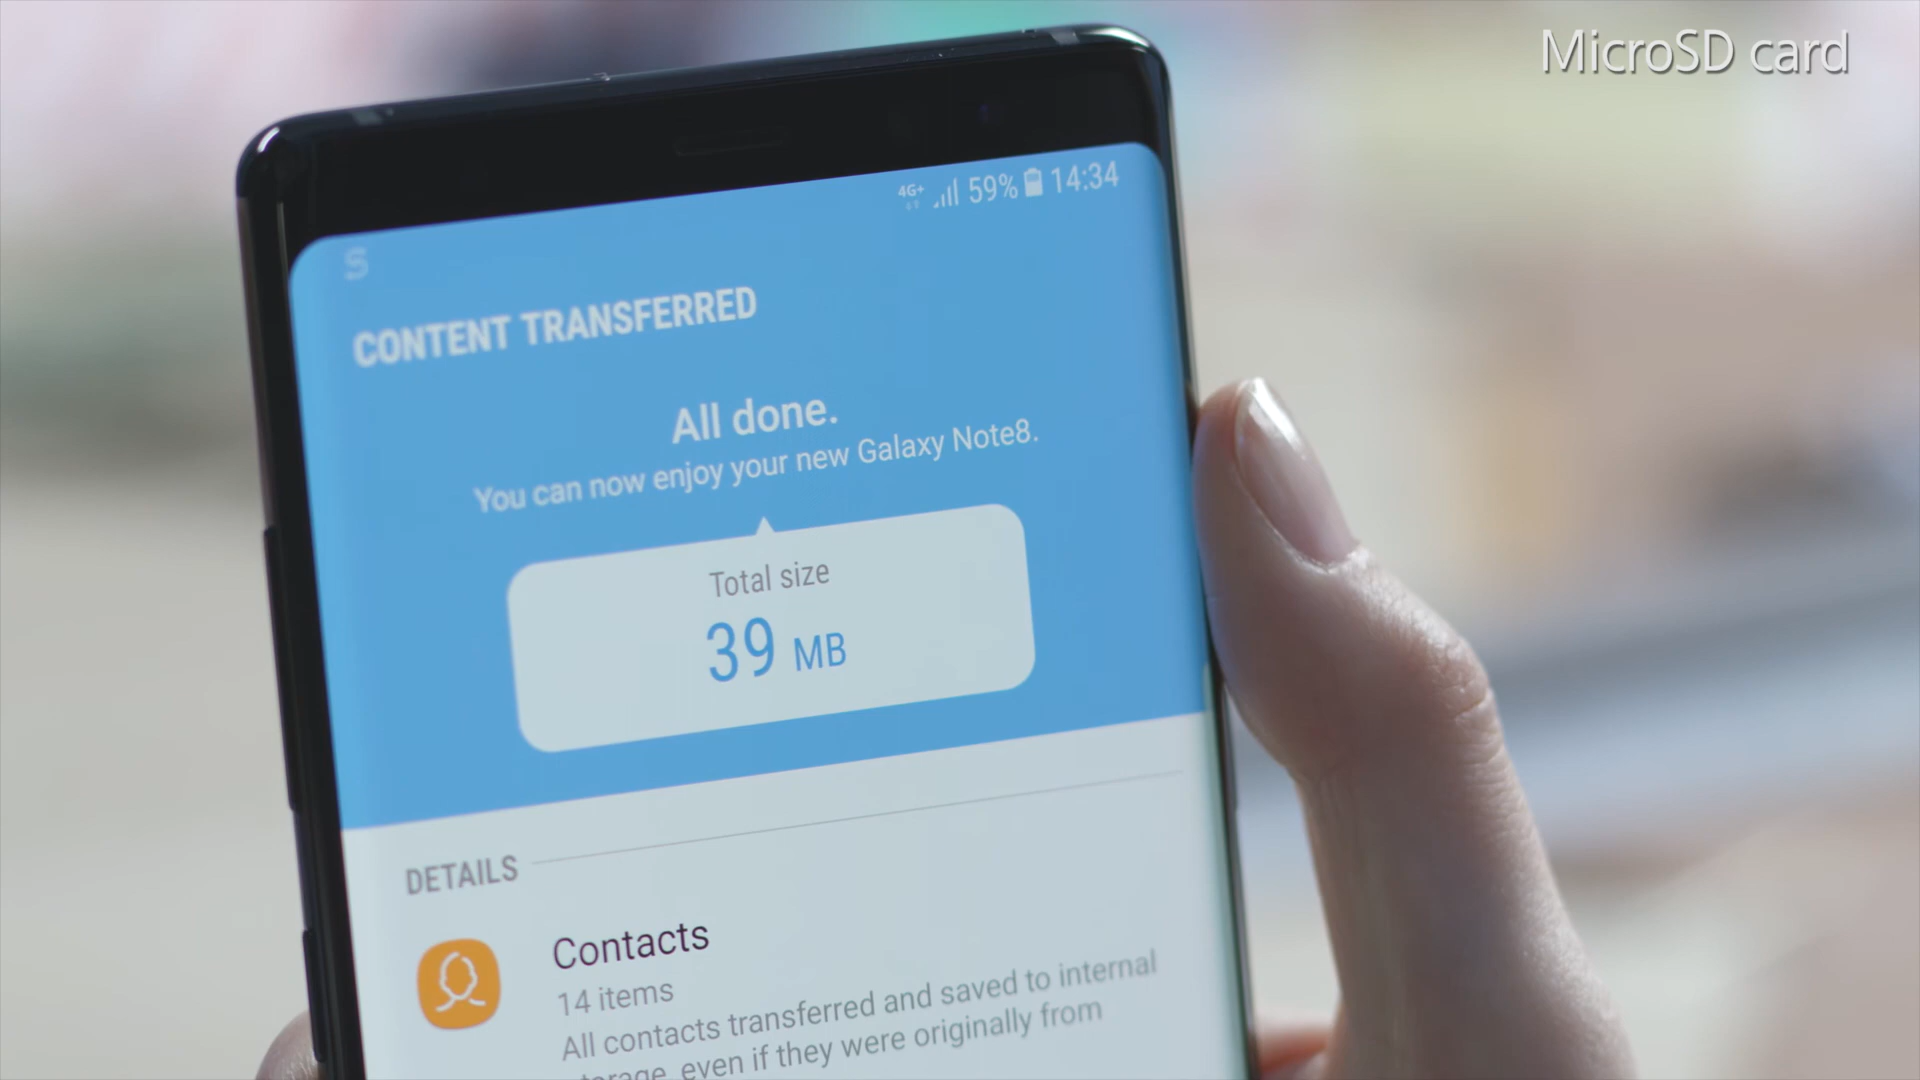 MicroSD card
4G+ 59% 14:34
S
CONTENT TRANSFERRED
All done.
You can now enjoy your new Galaxy Note8.
Total size
39 MB
DETAILS
Contacts
14 items
All contacts transferred and saved to internal
storage, even if they were originally from